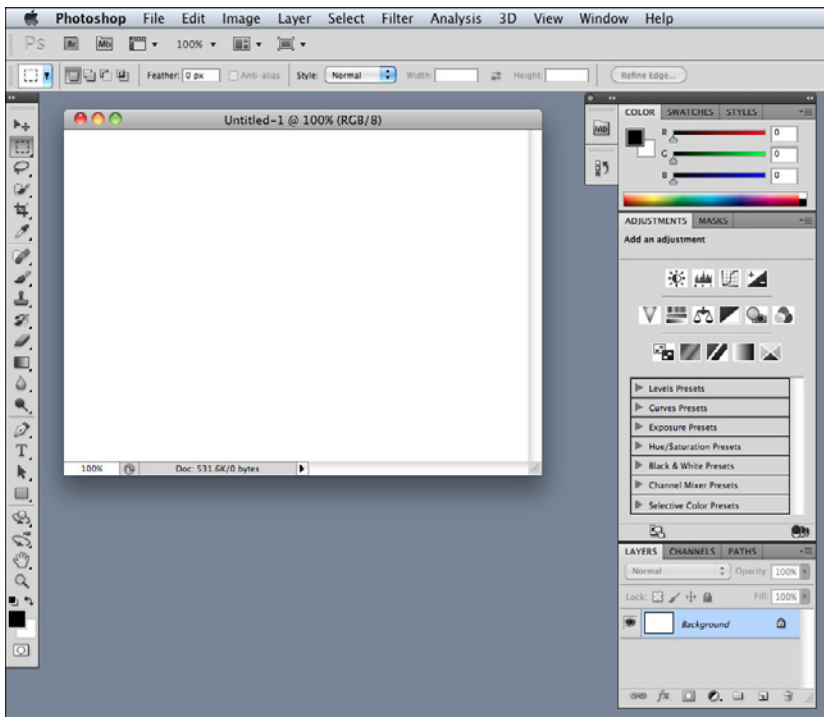 Photoshop File Edit Image Layer Select Filter Analysis 3D View Window Help
Ps Br Mb 100%
Feather: 0 px Anti-alias Style: Normal Width: Height: Refine Edge...
Untitled-1 @ 100% (RGB/8)
100% Doc: 531.6K/0 bytes
T
Mb
COLOR SWATCHES STYLES
R 0
G 0
B 0
ADJUSTMENTS MASKS
Add an adjustment
Levels Presets
Curves Presets
Exposure Presets
Hue/Saturation Presets
Black & White Presets
Channel Mixer Presets
Selective Color Presets
LAYERS CHANNELS PATHS
Normal Opacity: 100%
Lock: Fill: 100%
Background
fx